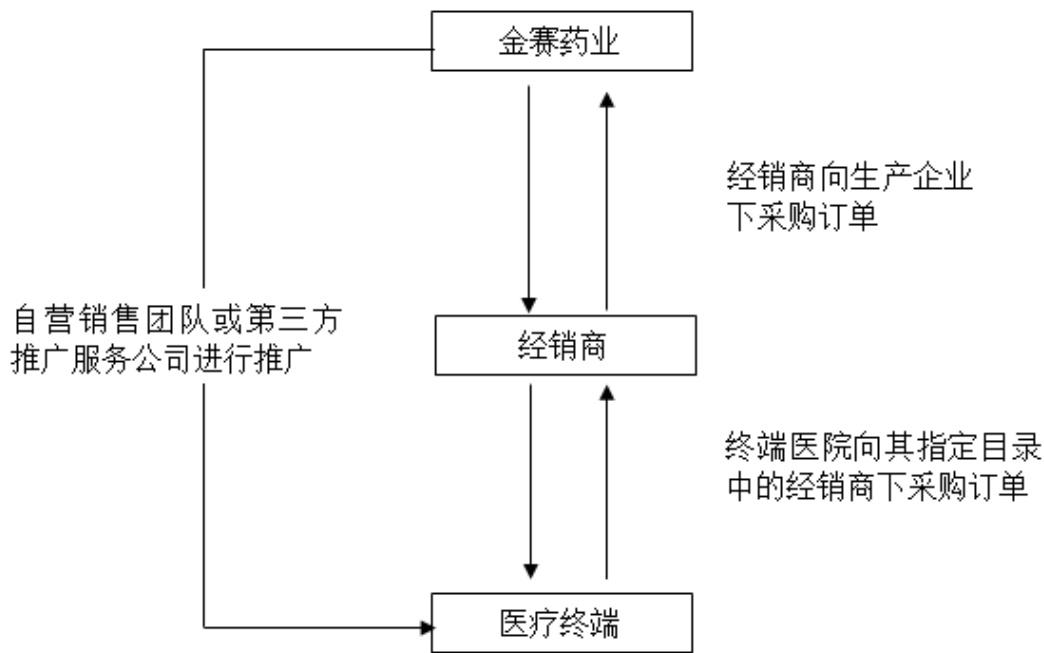 金赛药业
经销商向生产企业
下采购订单
自营销售团队或第三方
推广服务公司进行推广
经销商
终端医院向其指定目录
中的经销商下采购订单
医疗终端